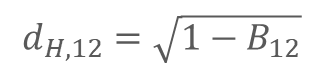 $d_{H,12} = \sqrt{1 - B_{12}}$